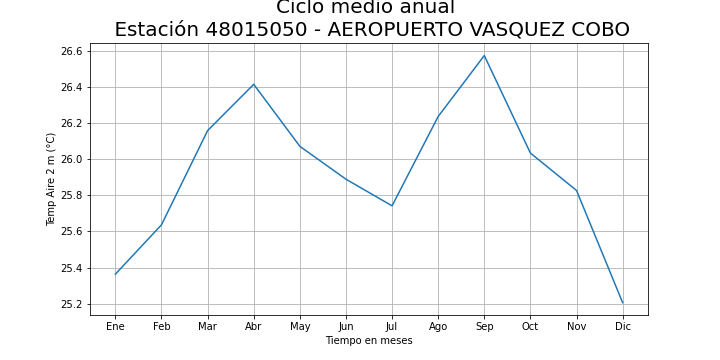 Ciclo medio anual
Estación 48015050 - AEROPUERTO VASQUEZ COBO
Temp Aire 2 m (°C)
26.6
26.4
26.2
26.0
25.8
25.6
25.4
25.2
Ene Feb Mar Abr May Jun Jul Ago Sep Oct Nov Dic
Tiempo en meses